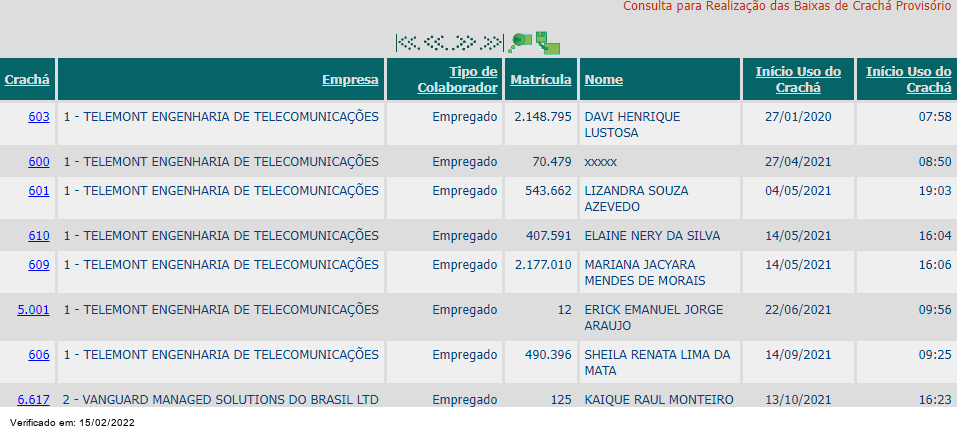 Consulta para Realização das Baixas de Crachá Provisório
Crachá Empresa Tipo de Colaborador Matrícula Nome Início Uso do Crachá Início Uso do Crachá
603 1 - TELEMONT ENGENHARIA DE TELECOMUNICAÇÕES Empregado 2.148.795 DAVI HENRIQUE LUSTOSA 27/01/2020 07:58
600 1 - TELEMONT ENGENHARIA DE TELECOMUNICAÇÕES Empregado 70.479 xxxxx 27/04/2021 08:50
601 1 - TELEMONT ENGENHARIA DE TELECOMUNICAÇÕES Empregado 543.662 LIZANDRA SOUZA AZEVEDO 04/05/2021 19:03
610 1 - TELEMONT ENGENHARIA DE TELECOMUNICAÇÕES Empregado 407.591 ELAINE NERY DA SILVA 14/05/2021 16:04
609 1 - TELEMONT ENGENHARIA DE TELECOMUNICAÇÕES Empregado 2.177.010 MARIANA JACYARA MENDES DE MORAIS 14/05/2021 16:06
5.001 1 - TELEMONT ENGENHARIA DE TELECOMUNICAÇÕES Empregado 12 ERICK EMANUEL JORGE ARAUJO 22/06/2021 09:56
606 1 - TELEMONT ENGENHARIA DE TELECOMUNICAÇÕES Empregado 490.396 SHEILA RENATA LIMA DA MATA 14/09/2021 09:25
6.617 2 - VANGUARD MANAGED SOLUTIONS DO BRASIL LTD Empregado 125 KAIQUE RAUL MONTEIRO 13/10/2021 16:23
Verificado em: 15/02/2022